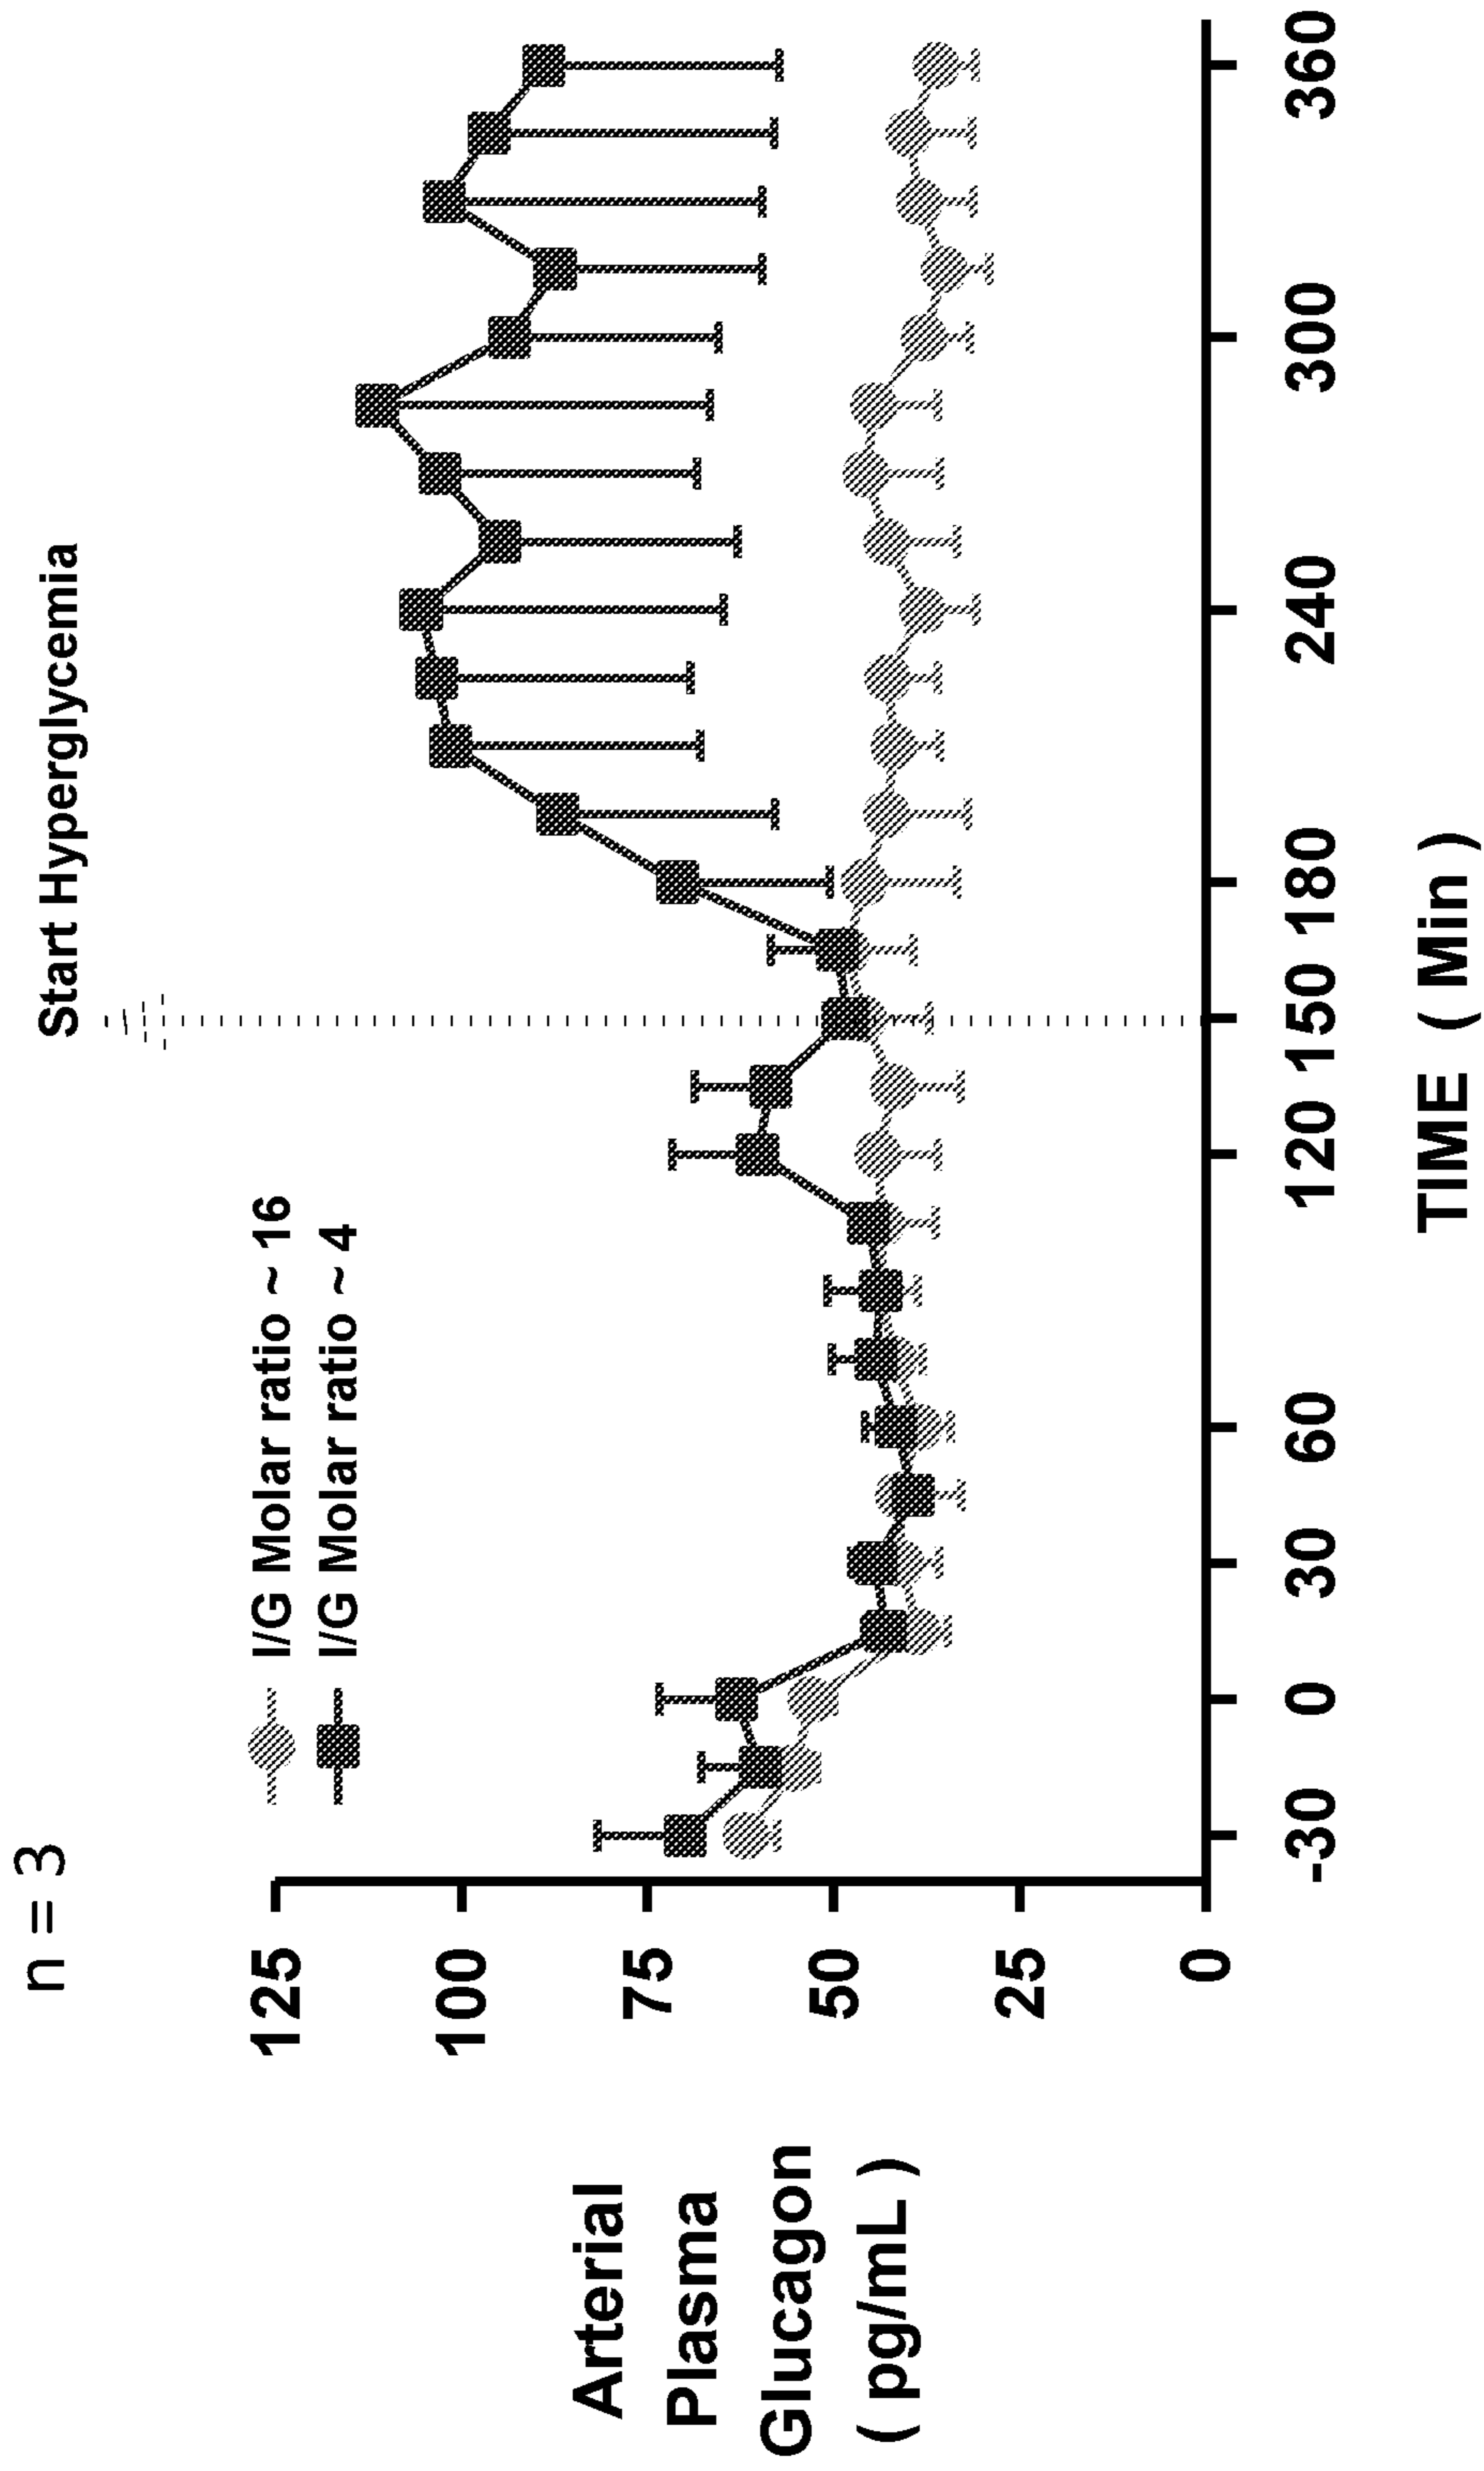 n = 3
Start Hyperglycemia
I/G Molar ratio ~ 16
I/G Molar ratio ~ 4
125
100
75
50
25
0
Arterial
Plasma
Glucagon
( pg/mL )
-30 0 30 60 120 150 180 240 300 360
TIME ( Min )